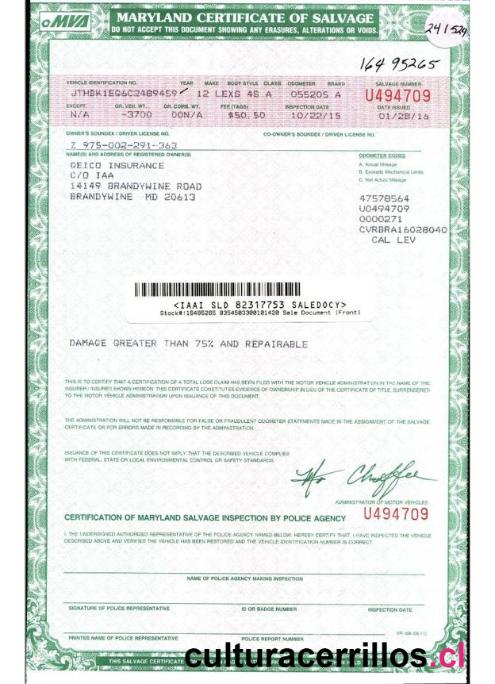 MVA
MARYLAND CERTIFICATE OF SALVAGE
DO NOT ACCEPT THIS DOCUMENT SHOWING ANY ERASURES, ALTERATIONS OR VOIDS.
241529
164 95265
VEHICLE IDENTIFICATION NO. YEAR MAKE BODY STYLE CLASS ODOMETER BRAND SALVAGE NUMBER
JTHBK1EG6C2489459 12 LEXS 4S A 055205 A U494709
EXCEPT. GR. VEH. WT. GR. COMB. WT. FEE (TAGS) INSPECTION DATE DATE ISSUED
N/A -3700 00N/A $50.50 10/22/15 01/28/16
OWNER'S SOUNDEX / DRIVER LICENSE NO. CO-OWNER'S SOUNDEX / DRIVER LICENSE NO.
Z 975-002-291-363
NAME(S) AND ADDRESS OF REGISTERED OWNER(S) ODOMETER CODES
GEICO INSURANCE
C/O IAA
14149 BRANDYWINE ROAD
BRANDYWINE MD 20613
A. Actual Mileage
B. Exceeds Mechanical Limits
C. Not Actual Mileage
47578564
U0494709
0000271
CVRBRA16028040
CAL LEV
<IAAI SLD 82317753 SALEDOCY>
Stock#:16495265 0354503300101420 Sale Document (Front)
DAMAGE GREATER THAN 75% AND REPAIRABLE
THIS IS TO CERTIFY THAT A CERTIFICATION OF A TOTAL LOSS CLAIM HAS BEEN FILED WITH THE MOTOR VEHICLE ADMINISTRATION IN THE NAME OF THE
INSURER / INSURED SHOWN HEREON. THIS CERTIFICATE CONSTITUTES EVIDENCE OF OWNERSHIP IN LIEU OF THE CERTIFICATE OF TITLE, SURRENDERED
TO THE MOTOR VEHICLE ADMINISTRATION UPON ISSUANCE OF THIS DOCUMENT.
THE ADMINISTRATION WILL NOT BE RESPONSIBLE FOR FALSE OR FRAUDULENT ODOMETER STATEMENTS MADE IN THE ASSIGNMENT OF THE SALVAGE
CERTIFICATE OR FOR ERRORS MADE IN RECORDING BY THE ADMINISTRATION.
ISSUANCE OF THIS CERTIFICATE DOES NOT IMPLY THAT THE DESCRIBED VEHICLE COMPLIES
WITH FEDERAL, STATE OR LOCAL ENVIRONMENTAL CONTROL OR SAFETY STANDARDS.
ADMINISTRATOR OF MOTOR VEHICLES
CERTIFICATION OF MARYLAND SALVAGE INSPECTION BY POLICE AGENCY U494709
I, THE UNDERSIGNED AUTHORIZED REPRESENTATIVE OF THE POLICE AGENCY NAMED BELOW, HEREBY CERTIFY THAT, I HAVE INSPECTED THE VEHICLE
DESCRIBED ABOVE AND VERIFIED THE VEHICLE HAS BEEN RESTORED AND THE VEHICLE IDENTIFICATION NUMBER IS CORRECT.
NAME OF POLICE AGENCY MAKING INSPECTION
SIGNATURE OF POLICE REPRESENTATIVE ID OR BADGE NUMBER INSPECTION DATE
PRINTED NAME OF POLICE REPRESENTATIVE POLICE REPORT NUMBER
THIS SALVAGE CERTIFICATE
culturacerrillos.cl